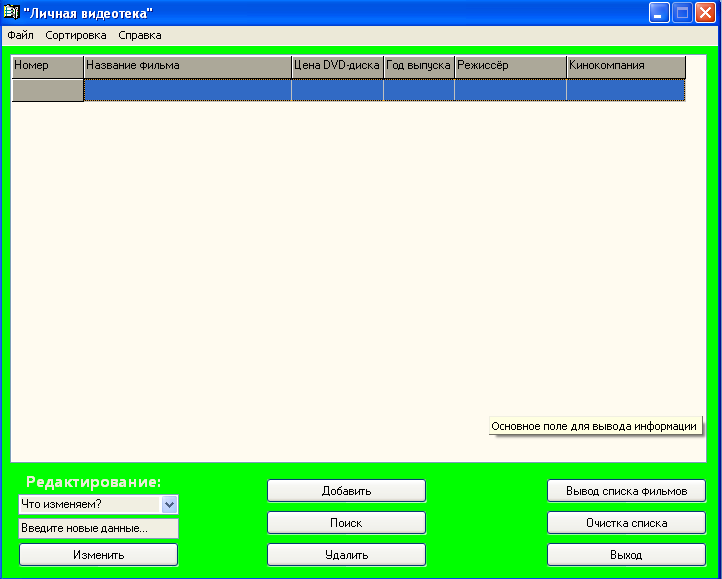 "Личная видеотека"
Файл Сортировка Справка
Номер Название фильма Цена DVD-диска Год выпуска Режиссёр Кинокомпания
Основное поле для вывода информации
Редактирование:
Что изменяем?
Введите новые данные...
Изменить
Добавить
Поиск
Удалить
Вывод списка фильмов
Очистка списка
Выход